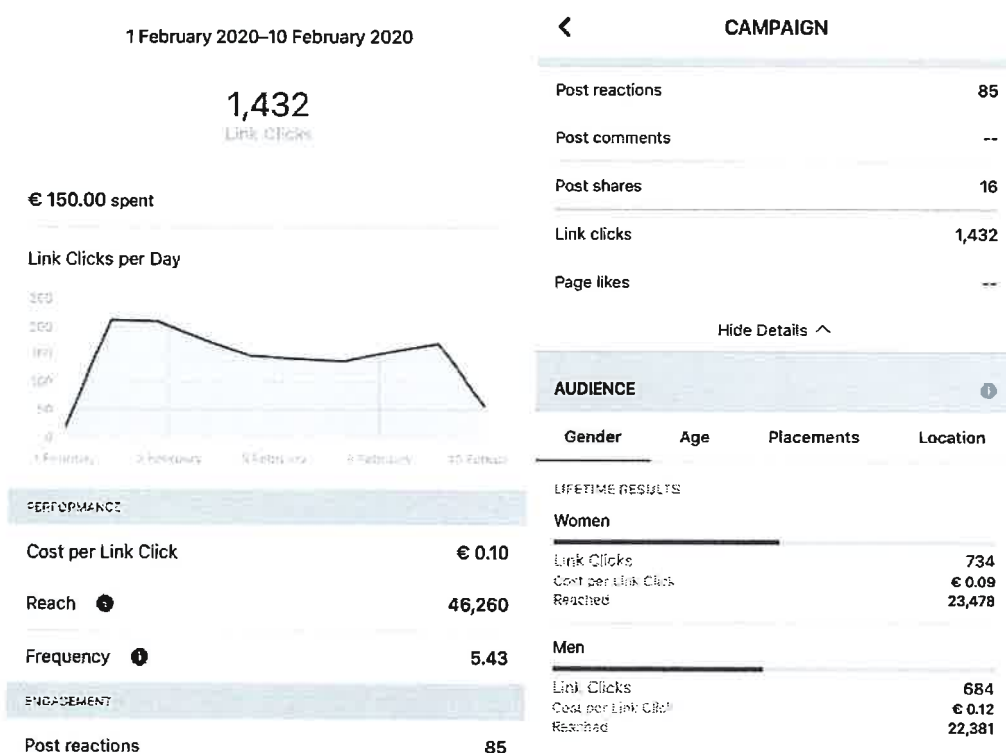 1 February 2020–10 February 2020
1,432
Link Clicks
€ 150.00 spent
Link Clicks per Day
200
100
50
0
PERFORMANCE
Cost per Link Click € 0.10
Reach 46,260
Frequency 5.43
ENGAGEMENT
Post reactions 85
CAMPAIGN
Post reactions 85
Post comments --
Post shares 16
Link clicks 1,432
Page likes --
Hide Details
AUDIENCE
Gender Age Placements Location
LIFETIME RESULTS
Women
Link Clicks 734
Cost per Link Click € 0.09
Reached 23,478
Men
Link Clicks 684
Cost per Link Click € 0.12
Reached 22,381